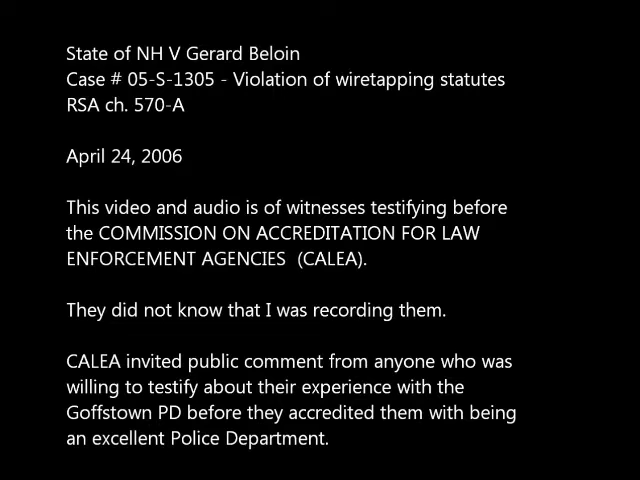 State of NH V Gerard Beloin
Case # 05-S-1305 - Violation of wiretapping statutes
RSA ch. 570-A
April 24, 2006
This video and audio is of witnesses testifying before
the COMMISSION ON ACCREDITATION FOR LAW
ENFORCEMENT AGENCIES  (CALEA).
They did not know that I was recording them.
CALEA invited public comment from anyone who was
willing to testify about their experience with the
Goffstown PD before they accredited them with being
an excellent Police Department.